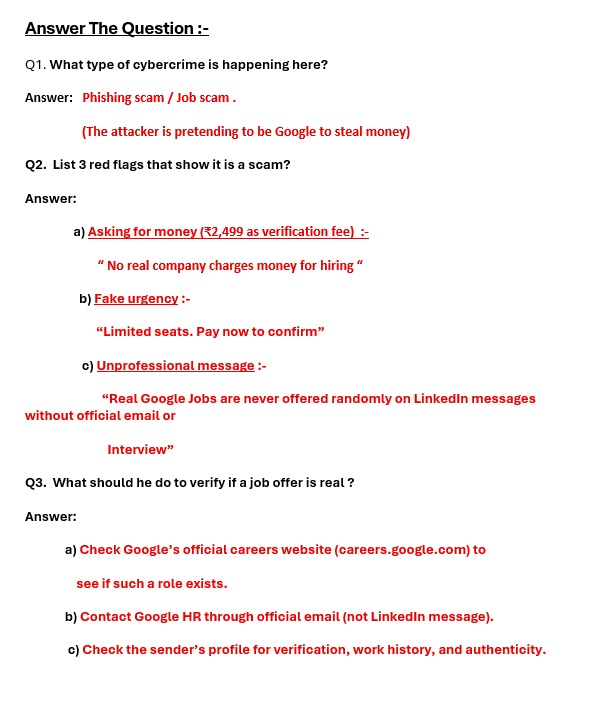 Answer The Question :-
Q1. What type of cybercrime is happening here?
Answer: Phishing scam / Job scam .
(The attacker is pretending to be Google to steal money)
Q2. List 3 red flags that show it is a scam?
Answer:
a) Asking for money (₹2,499 as verification fee) :-
“ No real company charges money for hiring “
b) Fake urgency :-
“Limited seats. Pay now to confirm”
c) Unprofessional message :-
“Real Google Jobs are never offered randomly on LinkedIn messages
without official email or
Interview”
Q3. What should he do to verify if a job offer is real ?
Answer:
a) Check Google’s official careers website (careers.google.com) to
see if such a role exists.
b) Contact Google HR through official email (not LinkedIn message).
c) Check the sender’s profile for verification, work history, and authenticity.